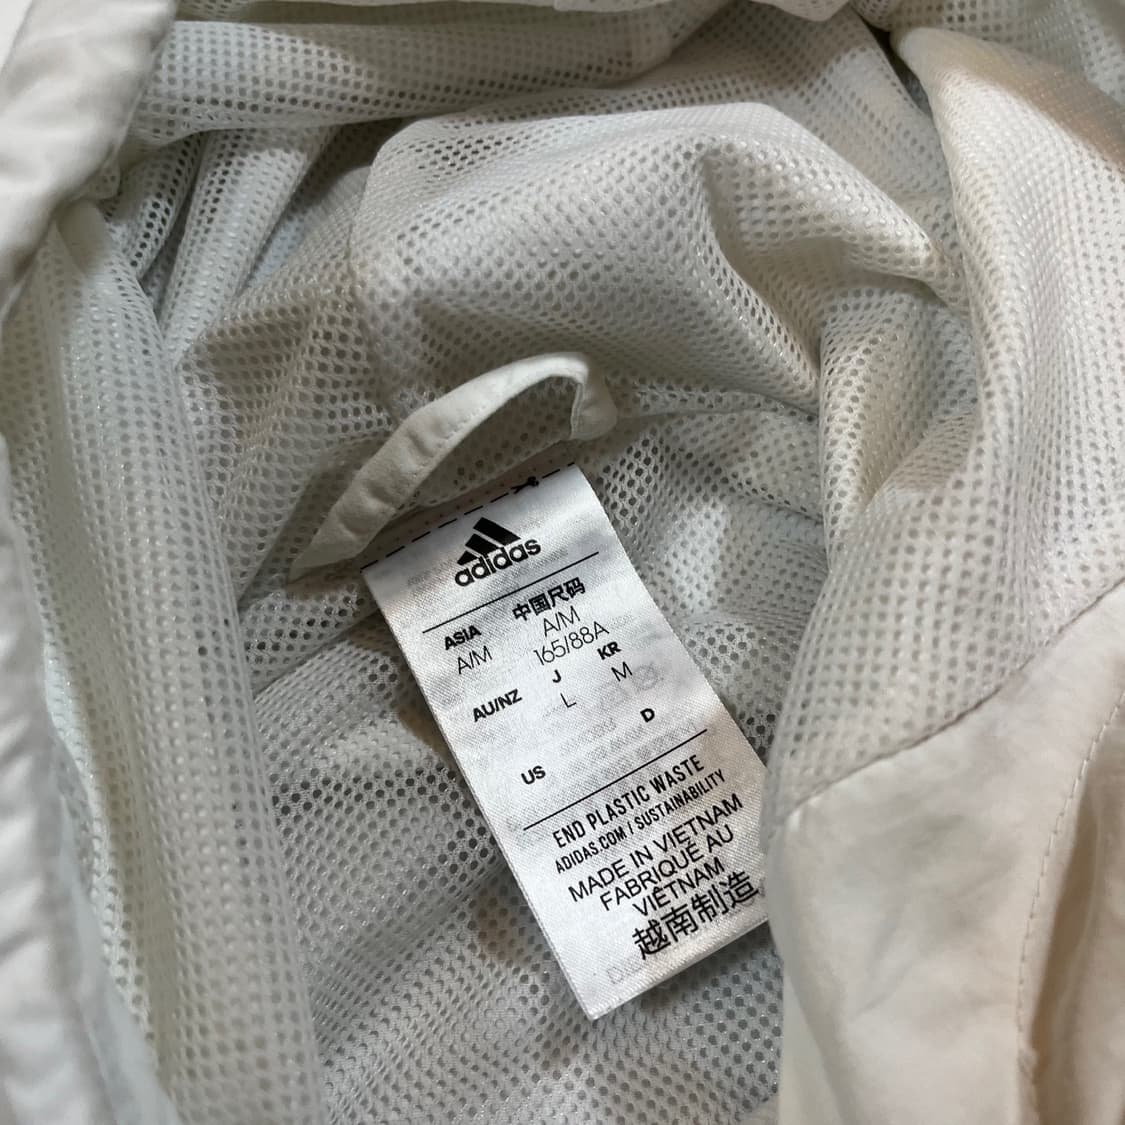 adidas
ASIA 中国尺码
A/M A/M
165/88A
AU/NZ J KR
L M
US D
END PLASTIC WASTE
ADIDAS.COM / SUSTAINABILITY
MADE IN VIETNAM
FABRIQUÉ AU
VIETNAM
越南制造